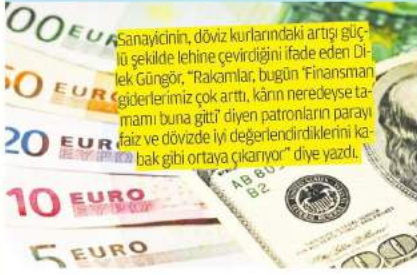 Sanayicinin, döviz kurlarındaki artışı güç-
lü şekilde lehine çevirdiğini ifade eden Di-
lek Güngör, "Rakamlar, bugün 'Finansman
giderlerimiz çok arttı, kârın neredeyse ta-
mamı buna gitti' diyen patronların parayı
faiz ve dövizde iyi değerlendirdiklerini ka-
bak gibi ortaya çıkarıyor" diye yazdı.
00 EUR
50 EURO
20 EUR
10 EURO
5 EURO
AB 80
B2